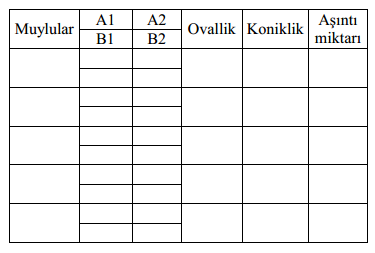 Muylular
A1 A2
B1 B2
Ovallik
Koniklik
Aşıntı
miktarı